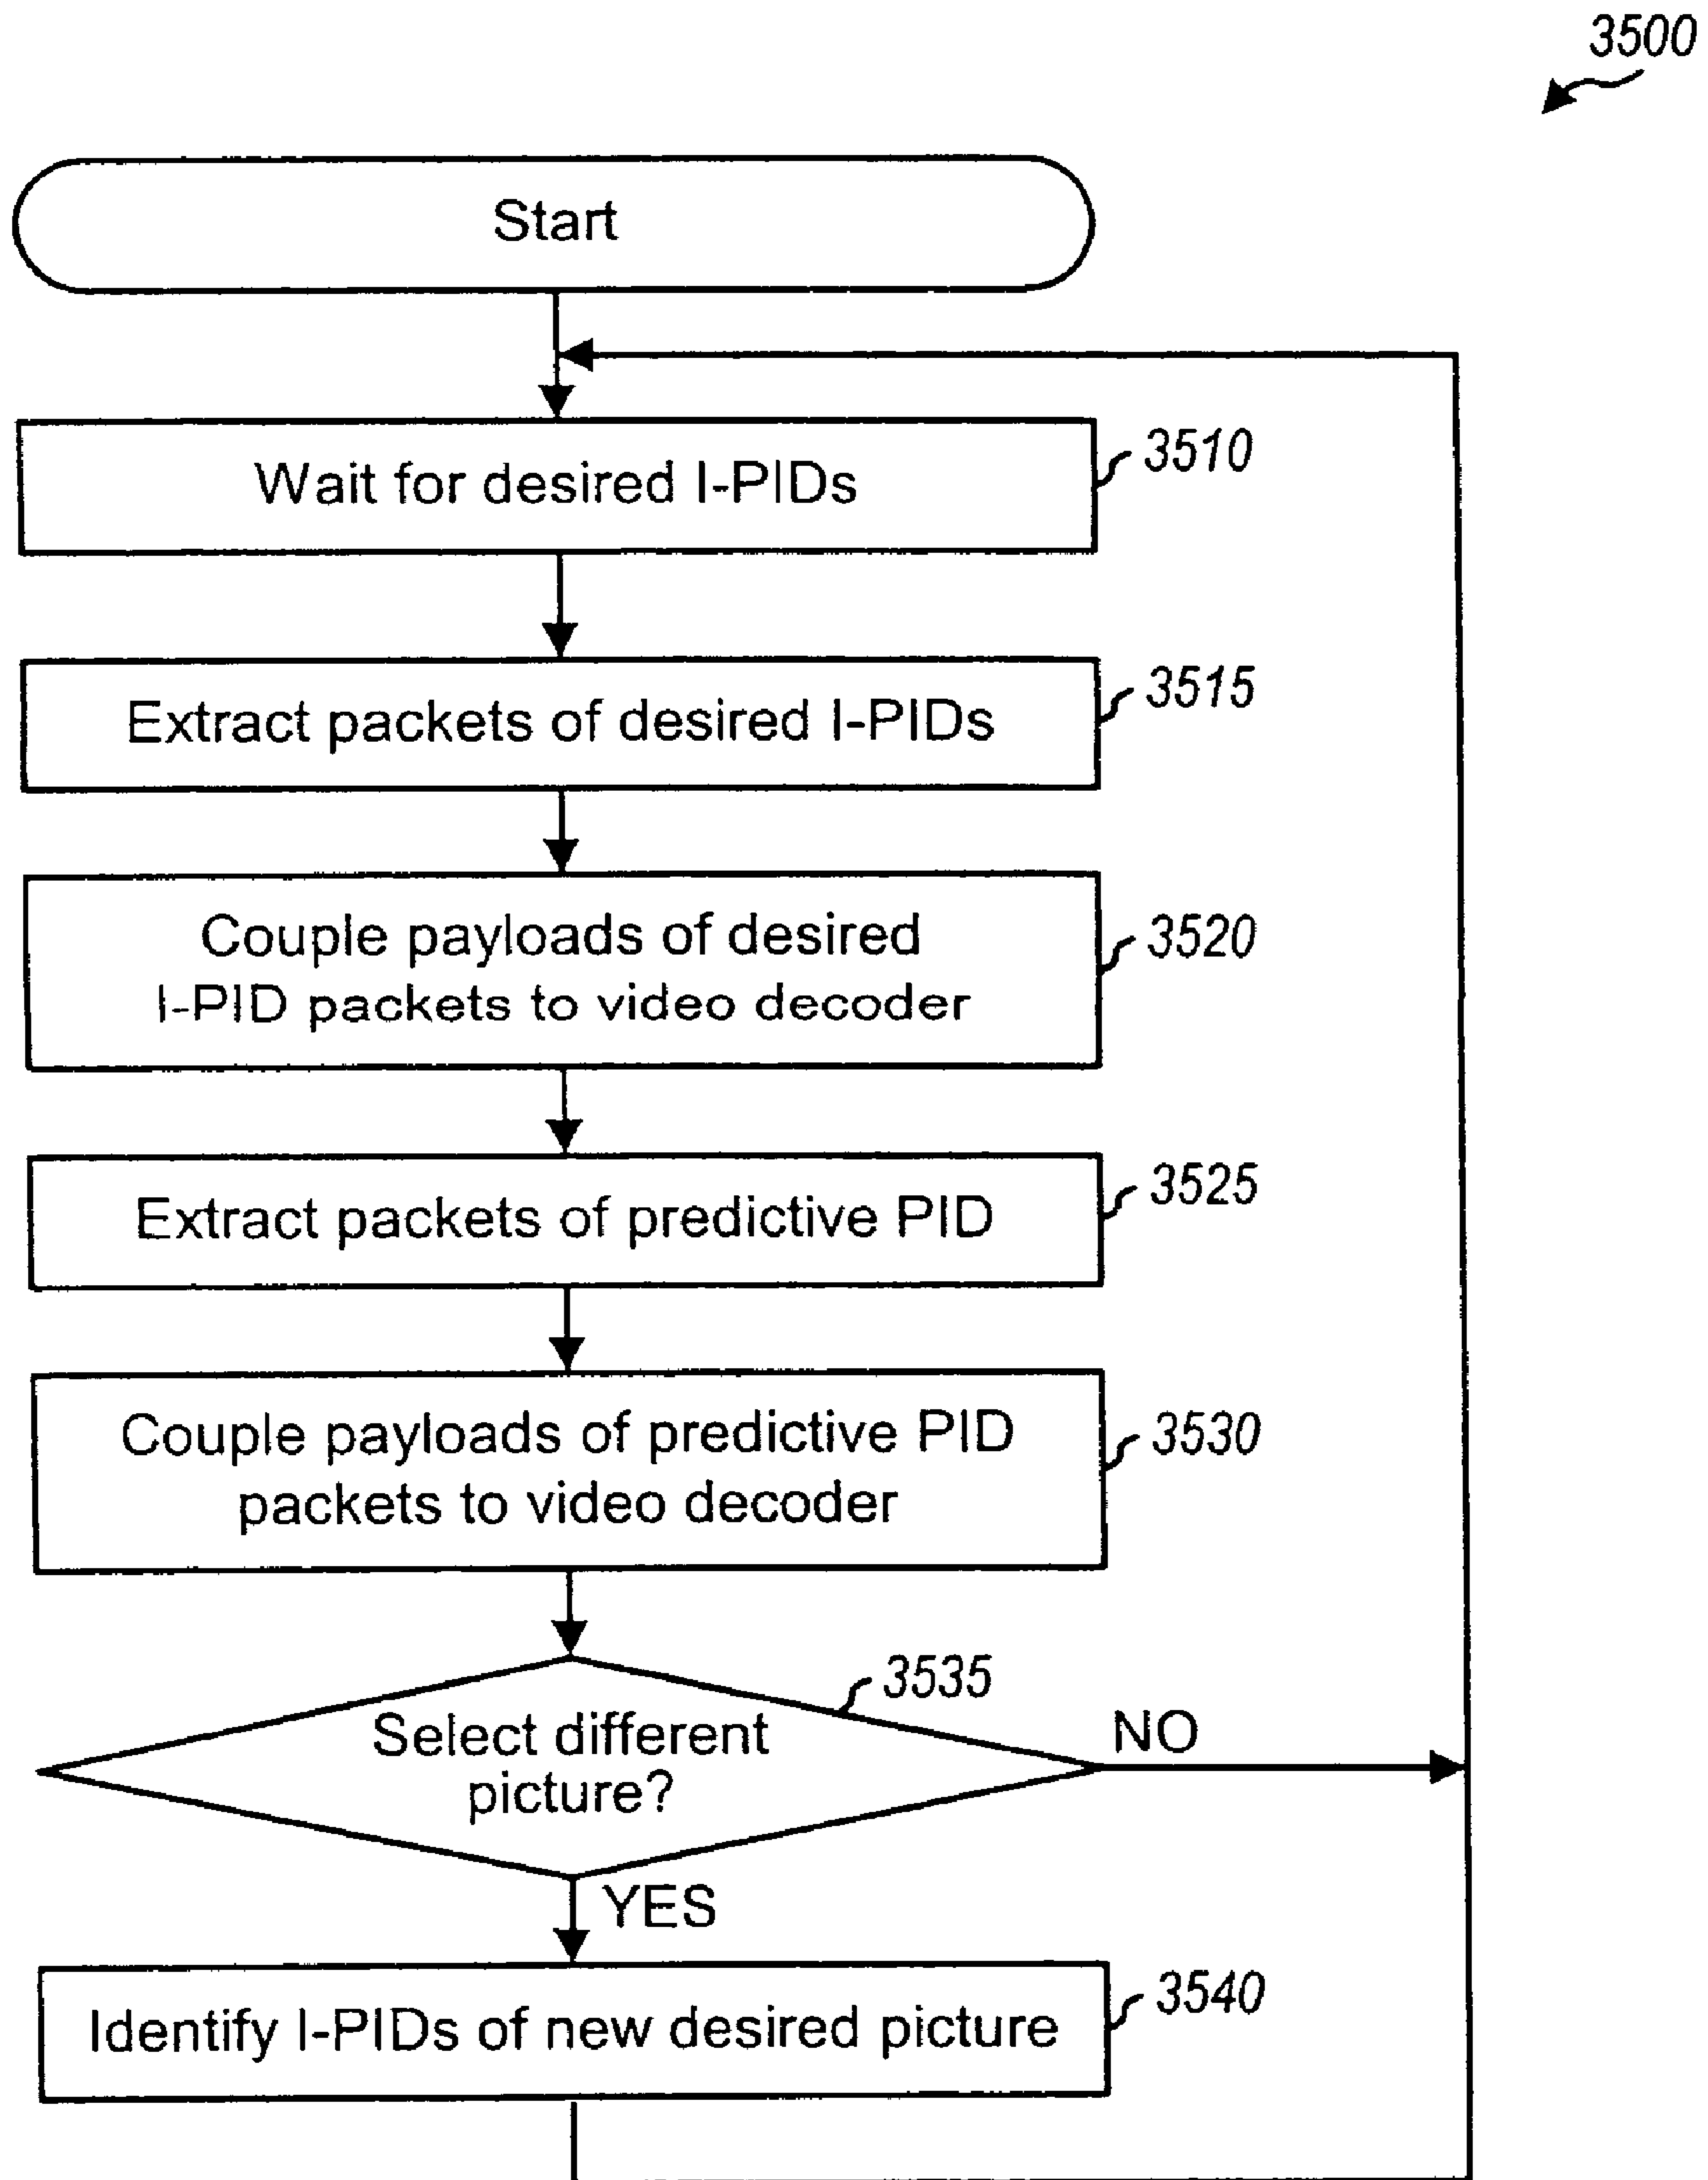 3500
Start
Wait for desired I-PIDs
3510
Extract packets of desired I-PIDs
3515
Couple payloads of desired
I-PID packets to video decoder
3520
Extract packets of predictive PID
3525
Couple payloads of predictive PID
packets to video decoder
3530
Select different
picture?
3535
NO
YES
Identify I-PIDs of new desired picture
3540